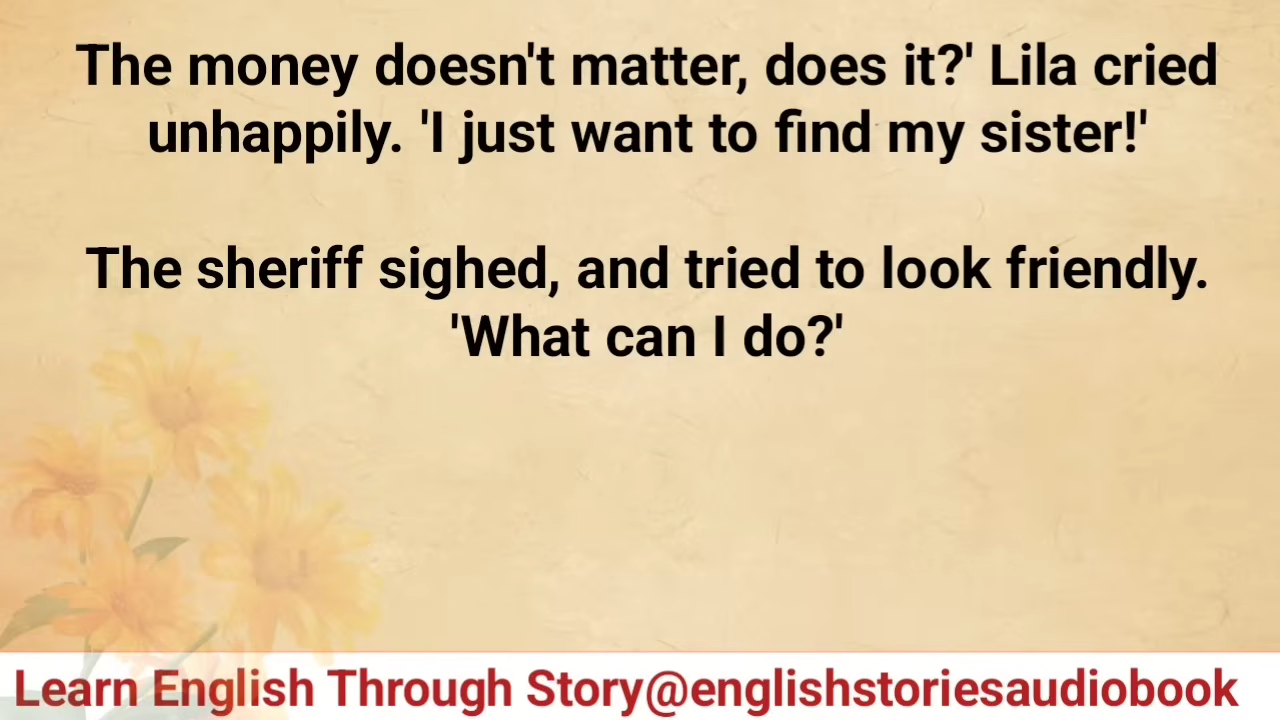 The money doesn't matter, does it?' Lila cried
unhappily. 'I just want to find my sister!'
The sheriff sighed, and tried to look friendly.
'What can I do?'
Learn English Through Story@englishstoriesaudiobook